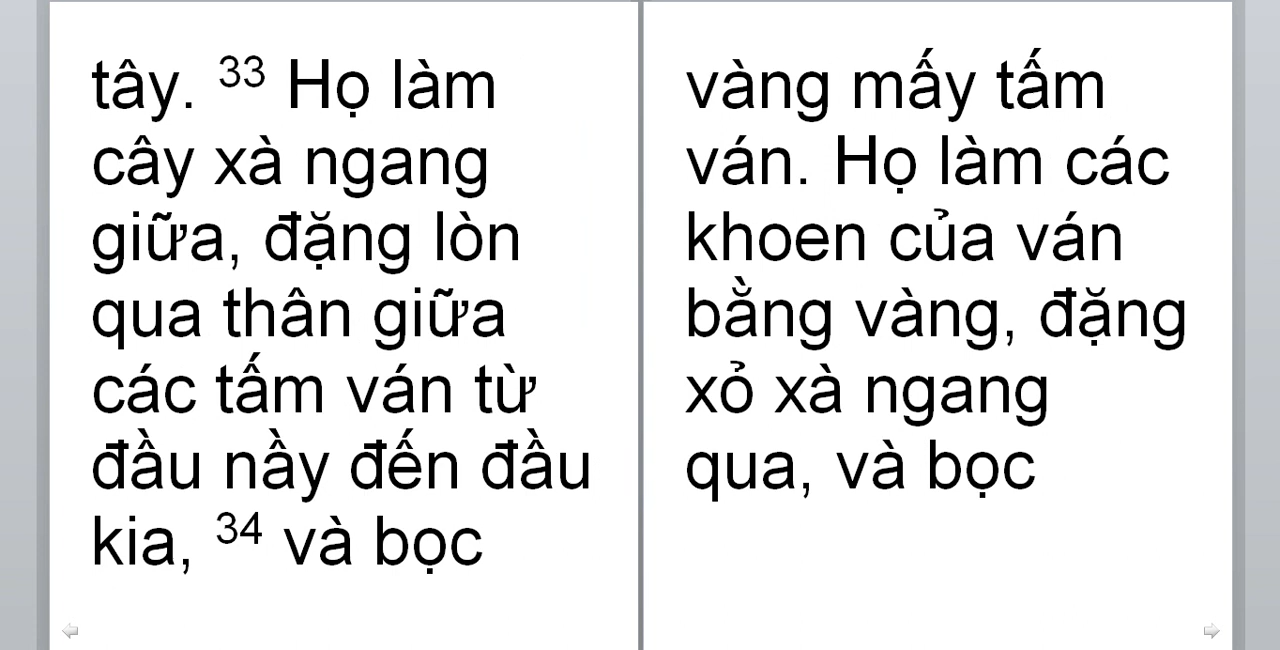 tây. 33 Họ làm
cây xà ngang
giữa, đặng lòn
qua thân giữa
các tấm ván từ
đầu nầy đến đầu
kia, 34 và bọc
vàng mấy tấm
ván. Họ làm các
khoen của ván
bằng vàng, đặng
xỏ xà ngang
qua, và bọc